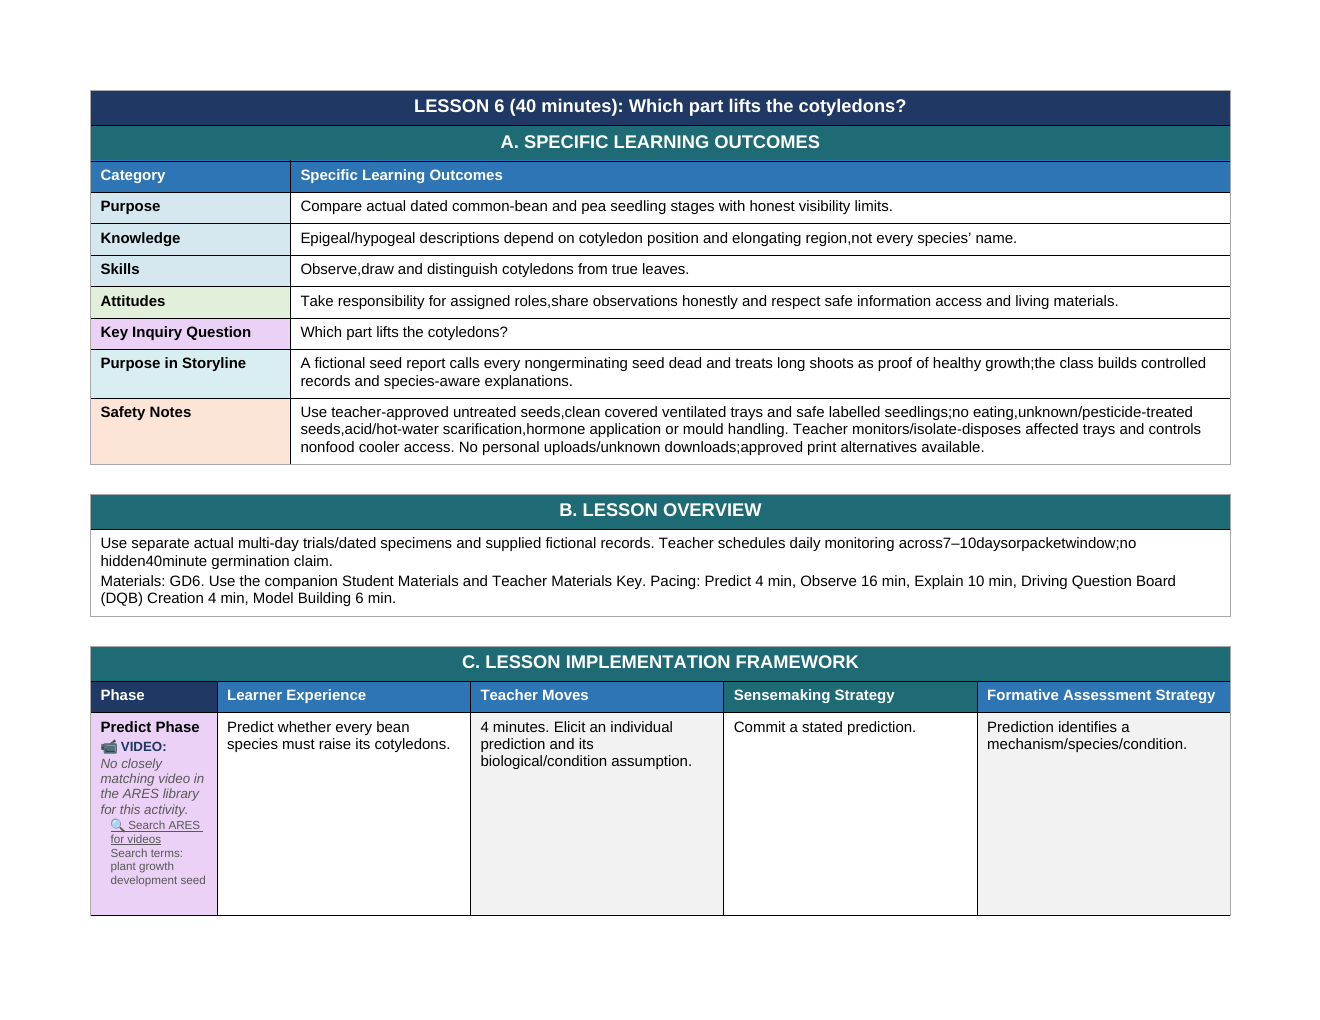 LESSON 6 (40 minutes): Which part lifts the cotyledons?
A. SPECIFIC LEARNING OUTCOMES
Category
Specific Learning Outcomes
Purpose
Compare actual dated common-bean and pea seedling stages with honest visibility limits.
Knowledge
Epigeal/hypogeal descriptions depend on cotyledon position and elongating region,not every species’ name.
Skills
Observe,draw and distinguish cotyledons from true leaves.
Attitudes
Take responsibility for assigned roles,share observations honestly and respect safe information access and living materials.
Key Inquiry Question
Which part lifts the cotyledons?
Purpose in Storyline
A fictional seed report calls every nongerminating seed dead and treats long shoots as proof of healthy growth;the class builds controlled
records and species-aware explanations.
Safety Notes
Use teacher-approved untreated seeds,clean covered ventilated trays and safe labelled seedlings;no eating,unknown/pesticide-treated
seeds,acid/hot-water scarification,hormone application or mould handling. Teacher monitors/isolate-disposes affected trays and controls
nonfood cooler access. No personal uploads/unknown downloads;approved print alternatives available.
B. LESSON OVERVIEW
Use separate actual multi-day trials/dated specimens and supplied fictional records. Teacher schedules daily monitoring across7–10daysorpacketwindow;no
hidden40minute germination claim.
Materials: GD6. Use the companion Student Materials and Teacher Materials Key. Pacing: Predict 4 min, Observe 16 min, Explain 10 min, Driving Question Board
(DQB) Creation 4 min, Model Building 6 min.
C. LESSON IMPLEMENTATION FRAMEWORK
Phase
Learner Experience
Teacher Moves
Sensemaking Strategy
Formative Assessment Strategy
Predict Phase
📹 VIDEO:
No closely
matching video in
the ARES library
for this activity.
🔍 Search ARES
for videos
Search terms:
plant growth
development seed
Predict whether every bean
species must raise its cotyledons.
4 minutes. Elicit an individual
prediction and its
biological/condition assumption.
Commit a stated prediction.
Prediction identifies a
mechanism/species/condition.